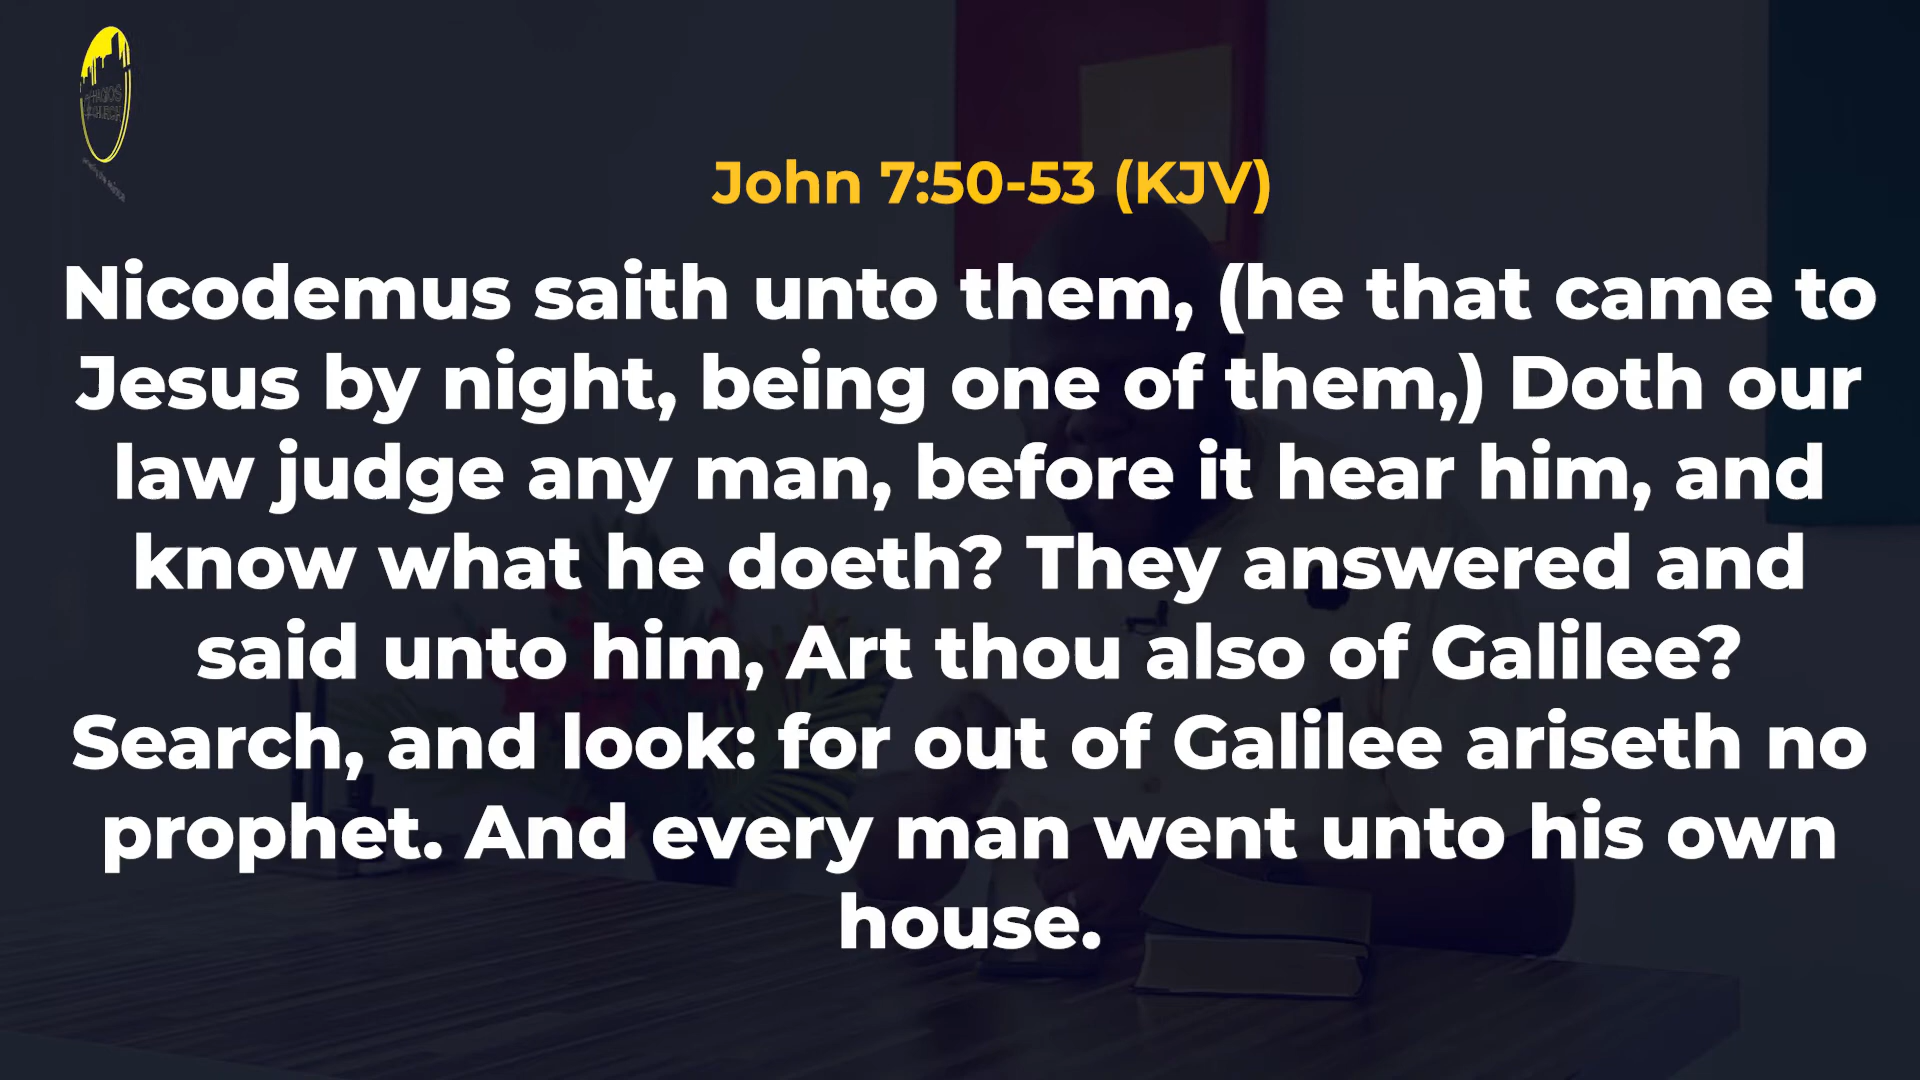 HAGIOS
CHURCH
John 7:50-53 (KJV)
Nicodemus saith unto them, (he that came to
Jesus by night, being one of them,) Doth our
law judge any man, before it hear him, and
know what he doeth? They answered and
said unto him, Art thou also of Galilee?
Search, and look: for out of Galilee ariseth no
prophet. And every man went unto his own
house.